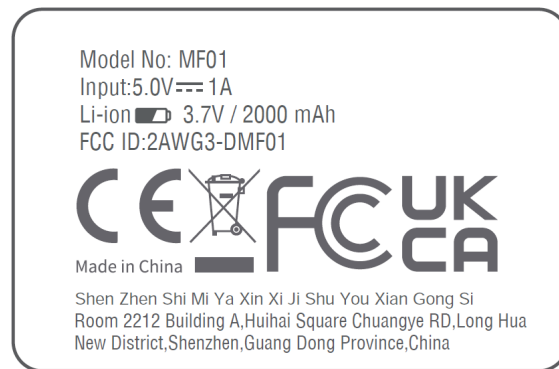 Model No: MF01
Input:5.0V⎓1A
Li-ion 3.7V / 2000 mAh
FCC ID:2AWG3-DMF01
CE FC UK
CA
Made in China
Shen Zhen Shi Mi Ya Xin Xi Ji Shu You Xian Gong Si
Room 2212 Building A,Huihai Square Chuangye RD,Long Hua
New District,Shenzhen,Guang Dong Province,China